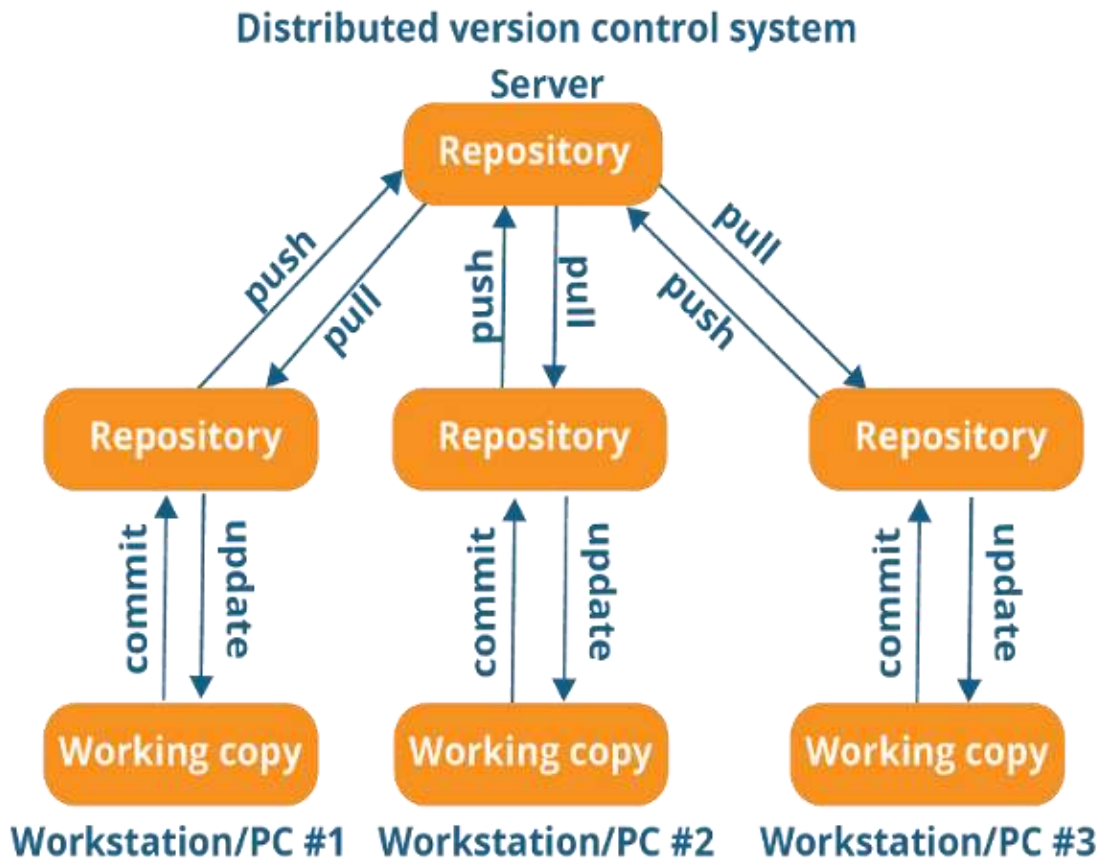 Distributed version control system
Server
Repository
push
pull
push
pull
push
pull
Repository
Repository
Repository
commit
update
commit
update
commit
update
Working copy
Working copy
Working copy
Workstation/PC #1
Workstation/PC #2
Workstation/PC #3